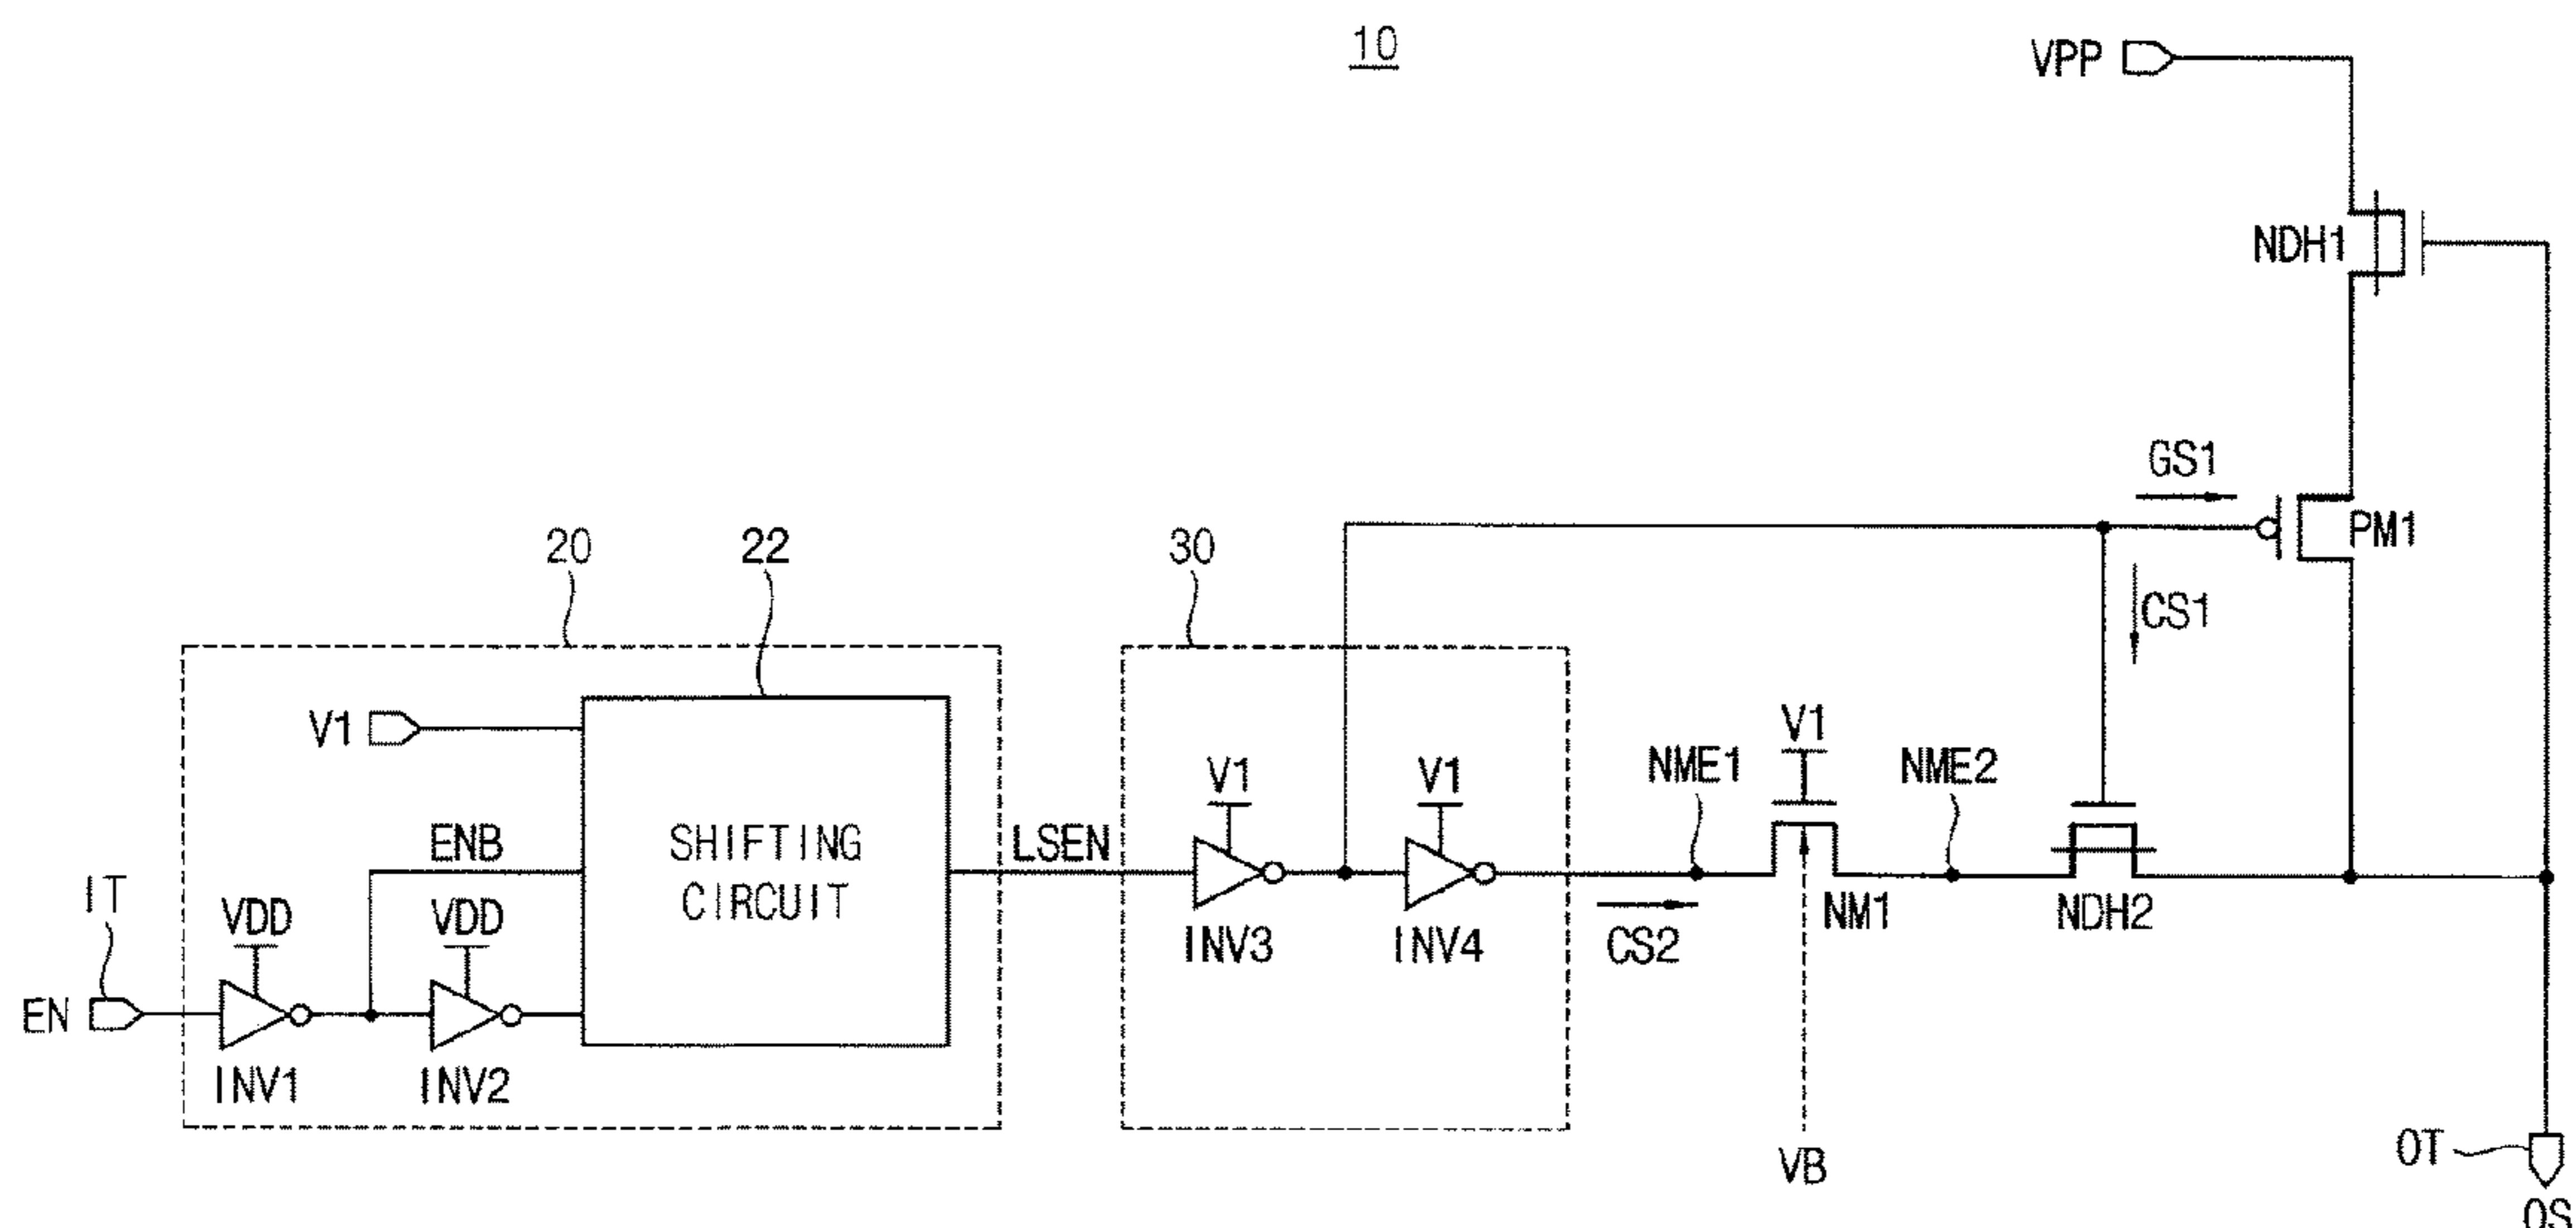 10
VPP
NDH1
GS1
PM1
20
22
30
CS1
V1
V1
V1
V1
NME1
NME2
ENB
SHIFTING
CIRCUIT
LSEN
IT
VDD
VDD
NM1
NDH2
INV3
INV4
CS2
EN
INV1
INV2
VB
OT
OS